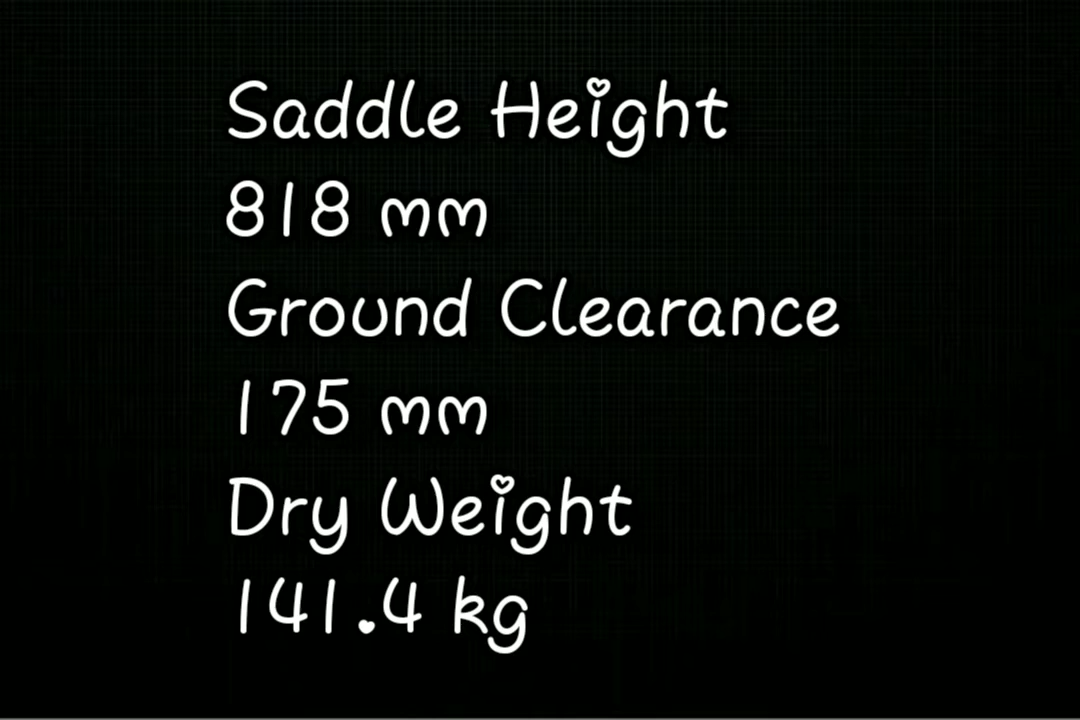 Saddle Height
818 mm
Ground Clearance
175 mm
Dry Weight
141.4 kg